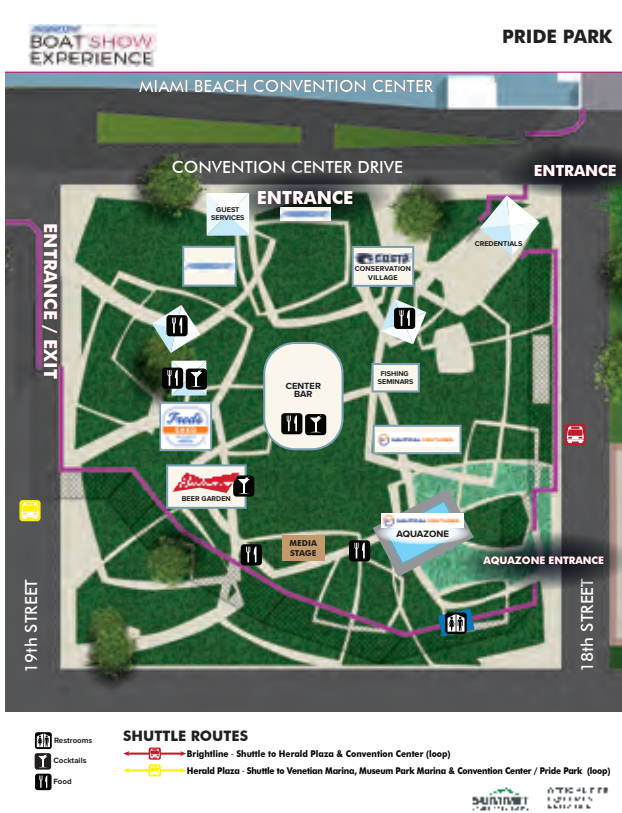 BOAT SHOW
EXPERIENCE
PRIDE PARK
MIAMI BEACH CONVENTION CENTER
CONVENTION CENTER DRIVE
ENTRANCE
ENTRANCE
GUEST
SERVICES
CREDENTIALS
CONSERVATION
VILLAGE
ENTRANCE / EXIT
CENTER
BAR
FISHING
SEMINARS
Fred's
BEER GARDEN
MEDIA
STAGE
AQUAZONE
AQUAZONE ENTRANCE
19th STREET
18th STREET
Restrooms
Cocktails
Food
SHUTTLE ROUTES
Brightline - Shuttle to Herald Plaza & Convention Center (loop)
Herald Plaza - Shuttle to Venetian Marina, Museum Park Marina & Convention Center / Pride Park (loop)
SUMMIT